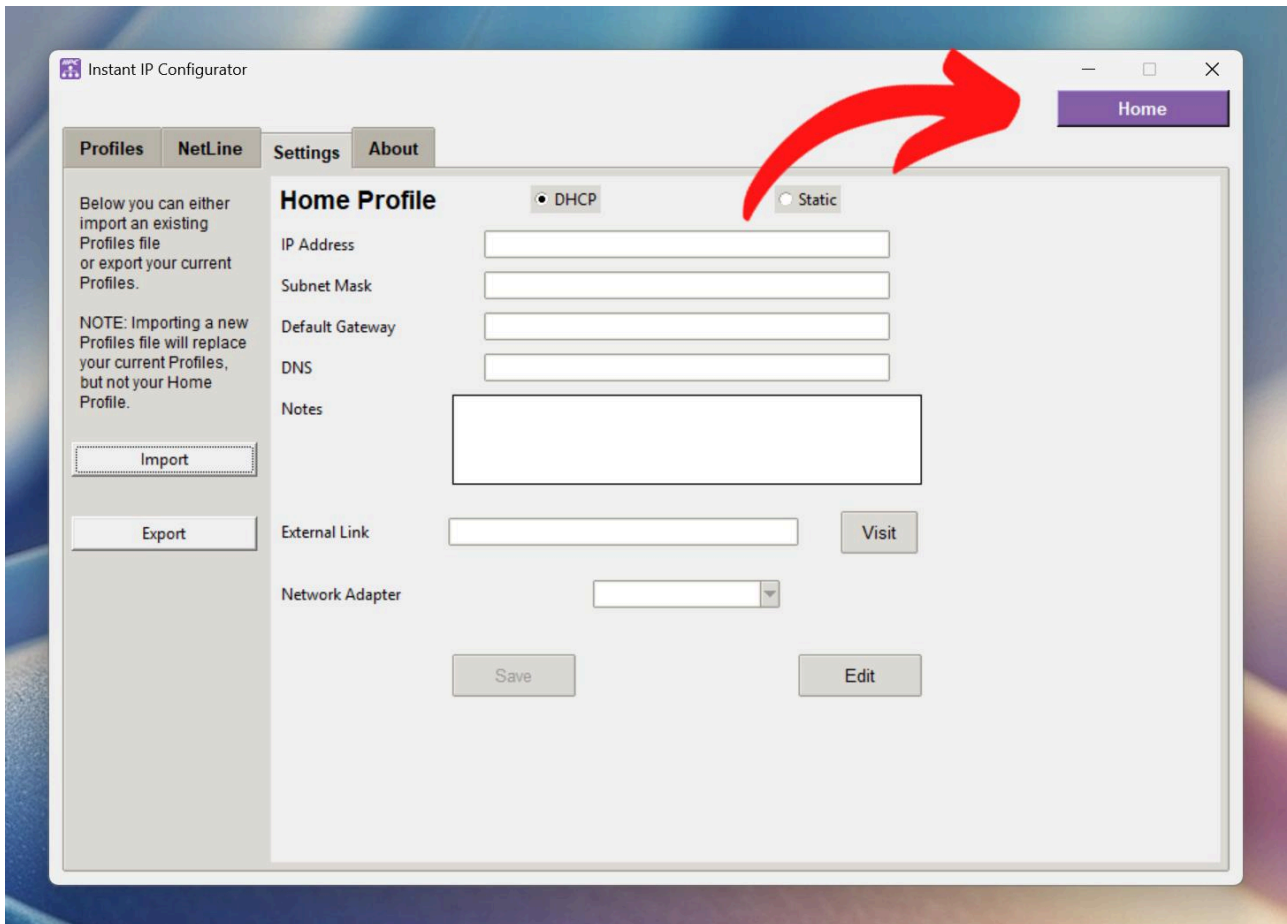 Instant IP Configurator
Home
Profiles NetLine Settings About
Below you can either
import an existing
Profiles file
or export your current
Profiles.
NOTE: Importing a new
Profiles file will replace
your current Profiles,
but not your Home
Profile.
Import
Export
Home Profile DHCP Static
IP Address
Subnet Mask
Default Gateway
DNS
Notes
External Link Visit
Network Adapter
Save Edit